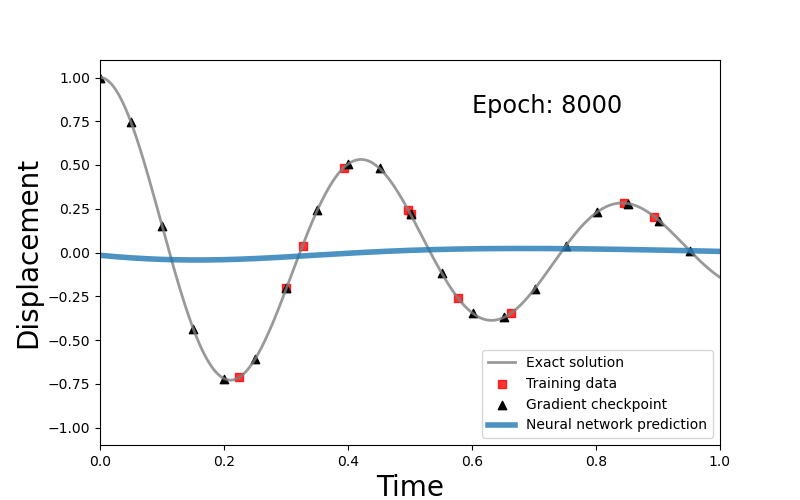 Epoch: 8000
Displacement
1.00
0.75
0.50
0.25
0.00
−0.25
−0.50
−0.75
−1.00
Exact solution
Training data
Gradient checkpoint
Neural network prediction
0.0 0.2 0.4 0.6 0.8 1.0
Time